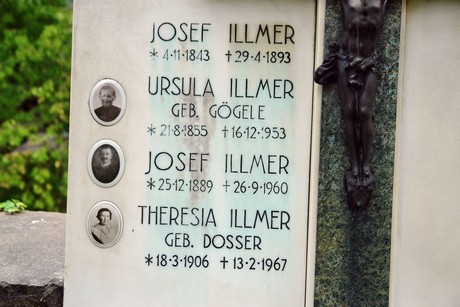 JOSEF ILLMER
* 4·11·1843 †29·4·1893
URSULA ILLMER
GEB. GÖGELE
*21·8·1855 †16·12·1953
JOSEF ILLMER
*25·12·1889 †26·9·1960
THERESIA ILLMER
GEB. DOSSER
*18·3·1906 †13·2·1967